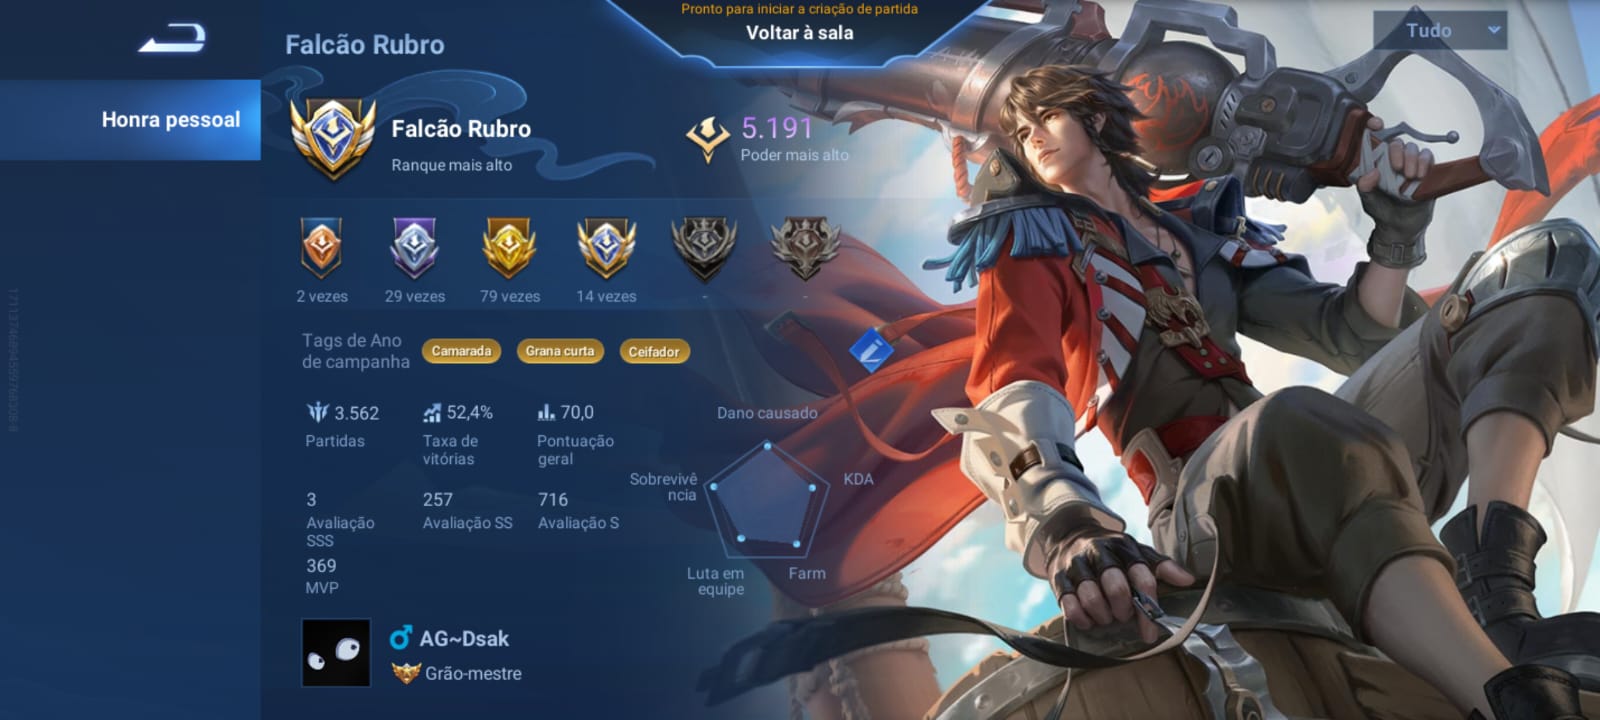 Pronto para iniciar a criação de partida
Voltar à sala
Tudo
Falcão Rubro
Honra pessoal
Falcão Rubro
Ranque mais alto
5.191
Poder mais alto
2 vezes
29 vezes
79 vezes
14 vezes
-
-
Tags de Ano
de campanha
Camarada
Grana curta
Ceifador
3.562
Partidas
52,4%
Taxa de
vitórias
70,0
Pontuação
geral
3
Avaliação
SSS
257
Avaliação SS
716
Avaliação S
369
MVP
Dano causado
KDA
Farm
Luta em
equipe
Sobrevivê
ncia
AG~Dsak
Grão-mestre